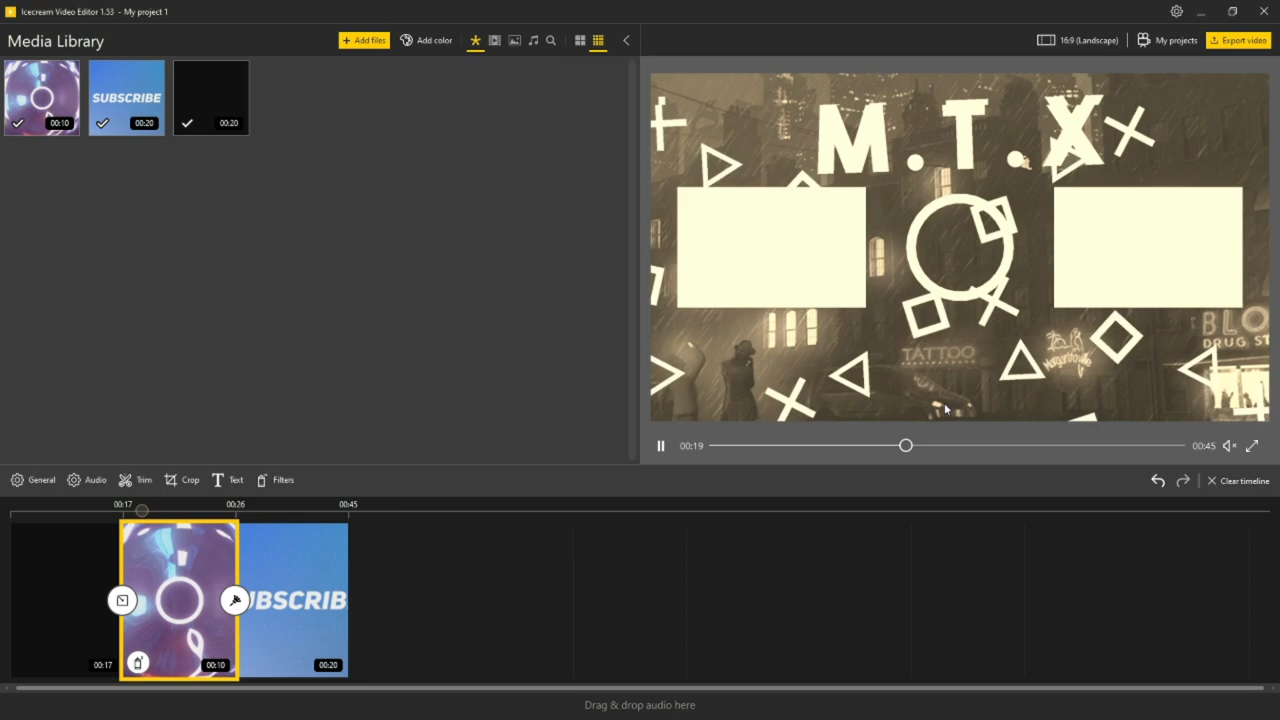 Icecream Video Editor 1.53 - My project 1
Media Library
Add files
Add color
16:9 (Landscape)
My projects
Export video
00:10
SUBSCRIBE
00:20
00:20
M.T.X
TATTOO
Margaritaville
BLO
DRUG ST
00:19
00:45
General
Audio
Trim
Crop
Text
Filters
Clear timeline
00:17
00:26
00:45
UBSCRIB
00:17
00:10
00:20
Drag & drop audio here